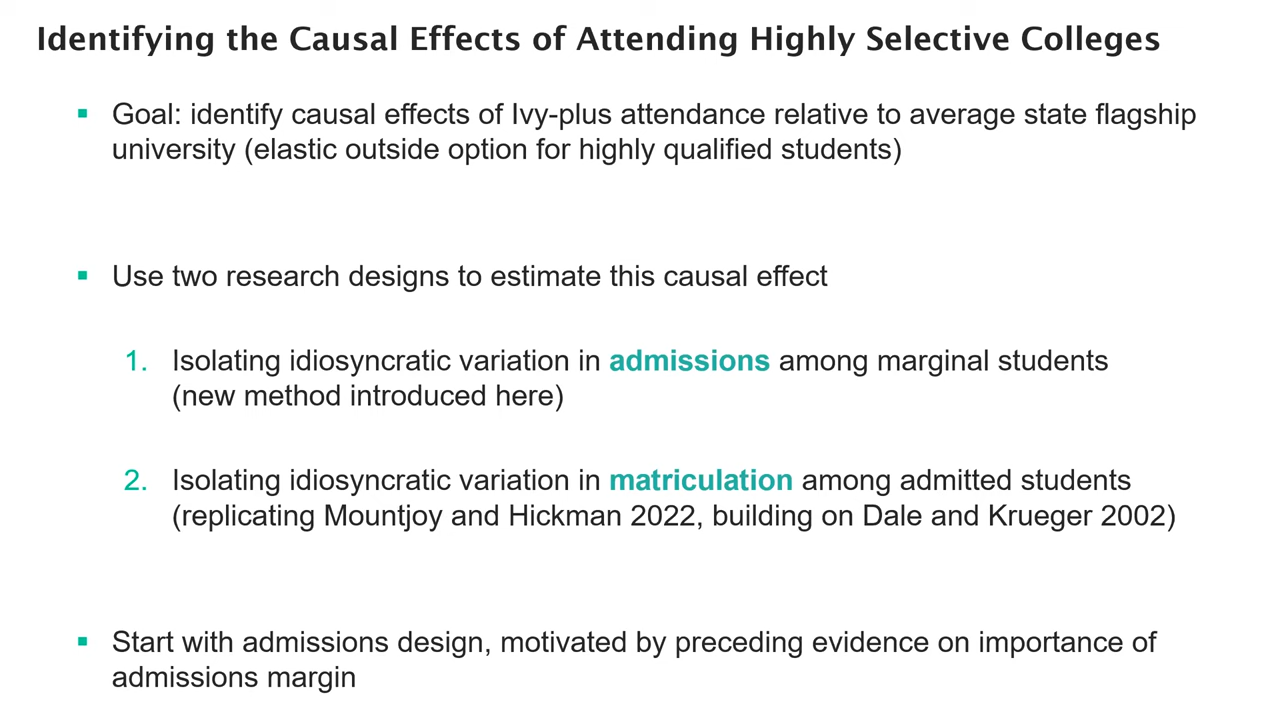 Identifying the Causal Effects of Attending Highly Selective Colleges
▪ Goal: identify causal effects of Ivy-plus attendance relative to average state flagship
university (elastic outside option for highly qualified students)
▪ Use two research designs to estimate this causal effect
1. Isolating idiosyncratic variation in admissions among marginal students
(new method introduced here)
2. Isolating idiosyncratic variation in matriculation among admitted students
(replicating Mountjoy and Hickman 2022, building on Dale and Krueger 2002)
▪ Start with admissions design, motivated by preceding evidence on importance of
admissions margin